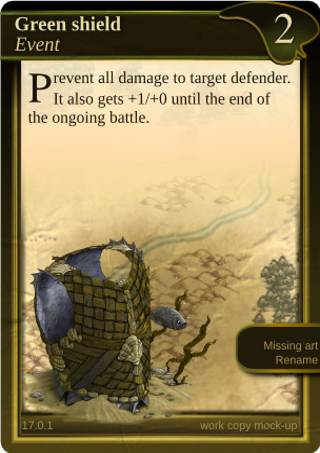 Green shield
Event
2
Prevent all damage to target defender.
It also gets +1/+0 until the end of
the ongoing battle.
Missing art
Rename
17.0.1
work copy mock-up